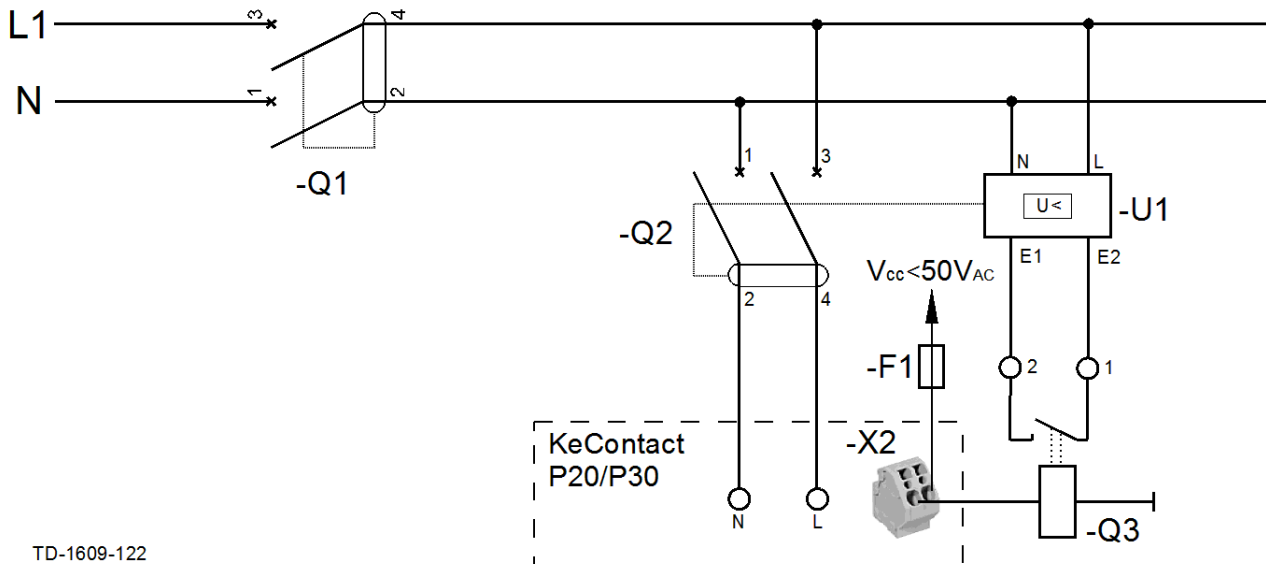 L1
3
4
N
1
2
-Q1
1
3
N
L
U<
-U1
-Q2
E1
E2
Vcc<50VAC
2
4
-F1
2
1
KeContact
P20/P30
-X2
N
L
-Q3
TD-1609-122